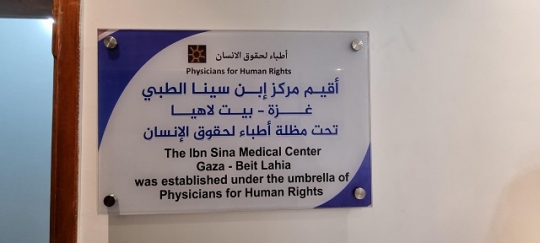 أطباء لحقوق الانسان
Physicians for Human Rights
أقيم مركز إبن سينا الطبي
غزة - بيت لاهيا
تحت مظلة أطباء لحقوق الإنسان
The Ibn Sina Medical Center
Gaza - Beit Lahia
was established under the umbrella of
Physicians for Human Rights